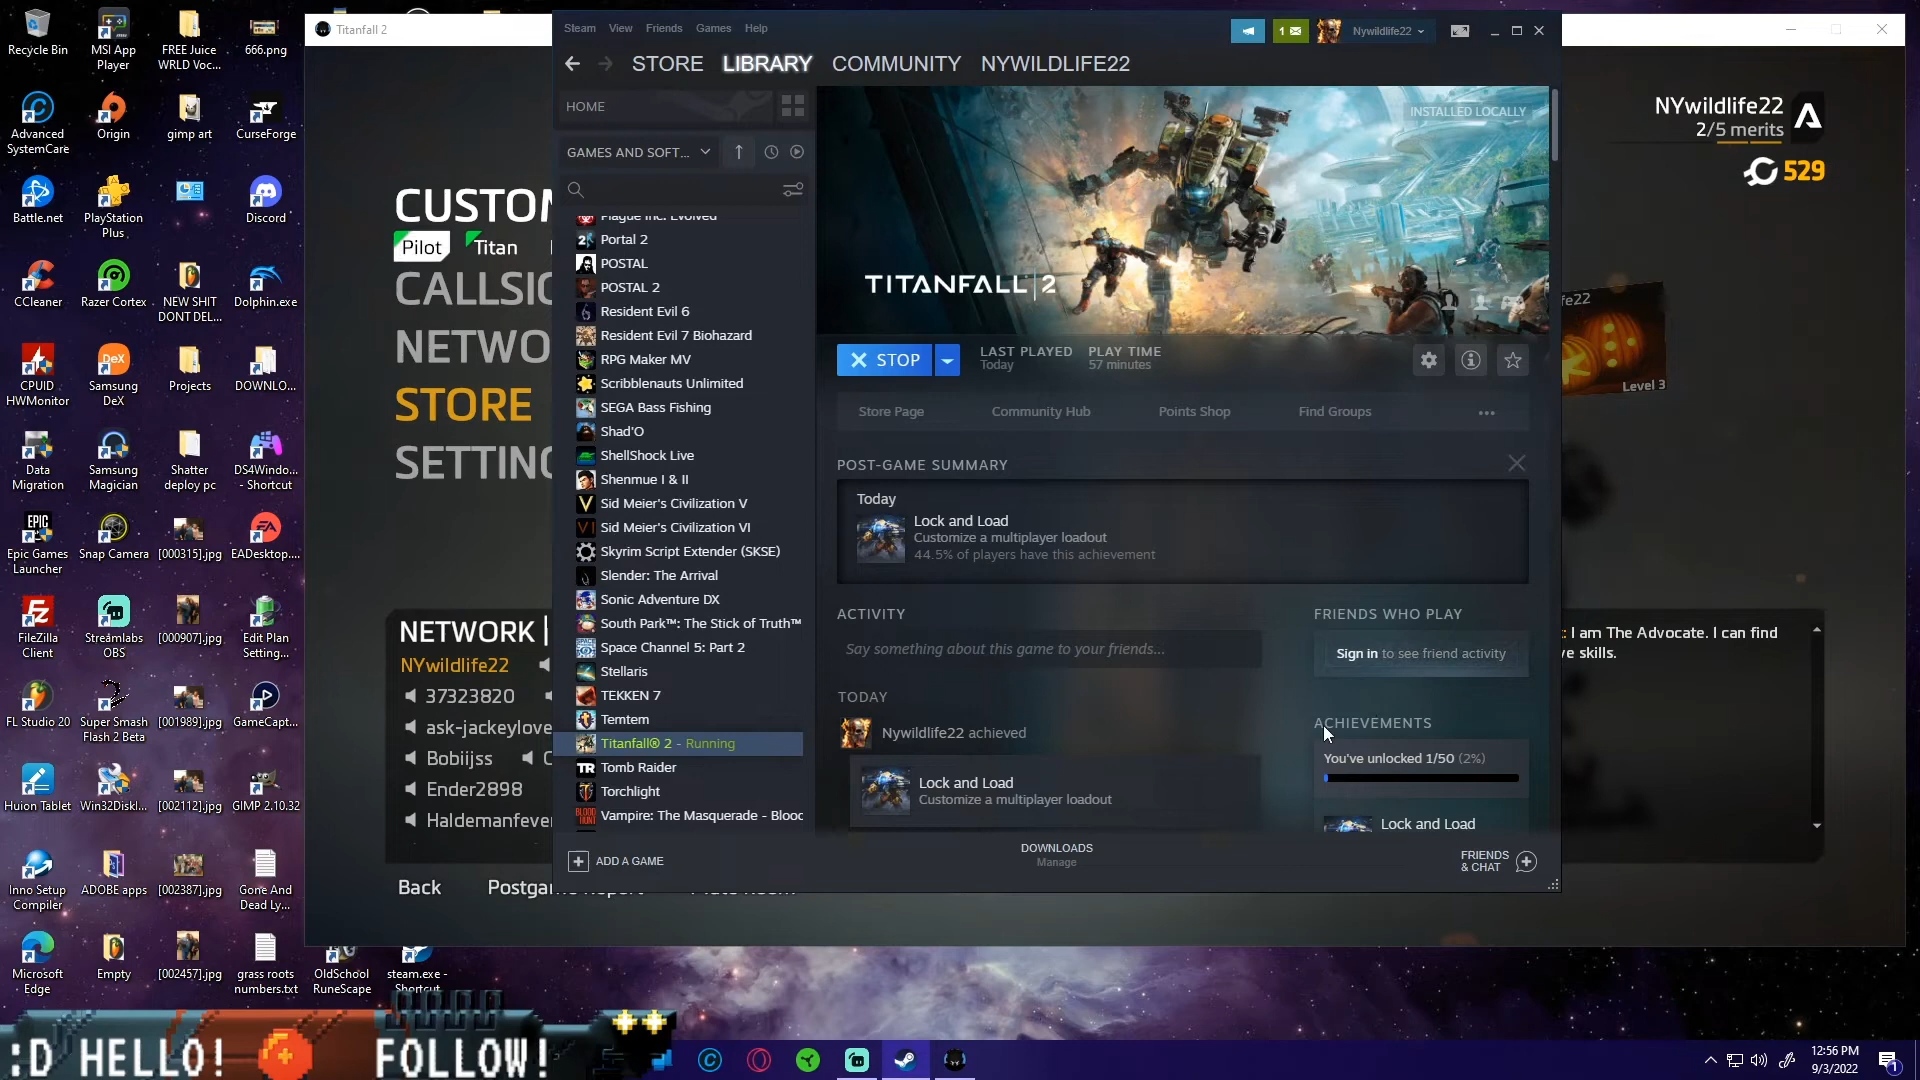 Recycle Bin
MSI App
Player
FREE Juice
WRLD Voc...
666.png
Advanced
SystemCare
Origin
gimp art
CurseForge
Battle.net
PlayStation
Plus
Discord
CCleaner
Razer Cortex
NEW SHIT
DONT DEL...
Dolphin.exe
CPUID
HWMonitor
Samsung
DeX
Projects
DOWNLO...
Data
Migration
Samsung
Magician
Shatter
deploy pc
DS4Windo...
- Shortcut
Epic Games
Launcher
Snap Camera
[000315].jpg
EADesktop....
FileZilla
Client
Streamlabs
OBS
[000907].jpg
Edit Plan
Setting...
FL Studio 20
Super Smash
Flash 2 Beta
[001989].jpg
GameCapt...
Huion Tablet
Win32Diskl...
[002112].jpg
GIMP 2.10.32
Inno Setup
Compiler
ADOBE apps
[002387].jpg
Gone And
Dead Ly...
Microsoft
Edge
Empty
[002457].jpg
grass roots
numbers.txt
OldSchool
RuneScape
steam.exe -
Shortcut
Titanfall 2
CUSTOM
Pilot
Titan
CALLSIG
NETWO
STORE
SETTING
NETWORK |
NYwildlife22
37323820
ask-jackeylove
Bobiijss
Ender2898
Haldemanfever
Back
Steam View Friends Games Help
1
Nywildlife22
STORE LIBRARY COMMUNITY NYWILDLIFE22
HOME
GAMES AND SOFT...
Plague Inc: Evolved
Portal 2
POSTAL
POSTAL 2
Resident Evil 6
Resident Evil 7 Biohazard
RPG Maker MV
Scribblenauts Unlimited
SEGA Bass Fishing
Shad'O
ShellShock Live
Shenmue I & II
Sid Meier's Civilization V
Sid Meier's Civilization VI
Skyrim Script Extender (SKSE)
Slender: The Arrival
Sonic Adventure DX
South Park™: The Stick of Truth™
Space Channel 5: Part 2
Stellaris
TEKKEN 7
Temtem
Titanfall® 2 - Running
Tomb Raider
Torchlight
Vampire: The Masquerade - Blood
ADD A GAME
INSTALLED LOCALLY
TITANFALL | 2
STOP
LAST PLAYED
Today
PLAY TIME
57 minutes
Store Page
Community Hub
Points Shop
Find Groups
POST-GAME SUMMARY
Today
Lock and Load
Customize a multiplayer loadout
44.5% of players have this achievement
ACTIVITY
Say something about this game to your friends...
TODAY
Nywildlife22 achieved
Lock and Load
Customize a multiplayer loadout
FRIENDS WHO PLAY
Sign in to see friend activity
ACHIEVEMENTS
You've unlocked 1/50 (2%)
Lock and Load
DOWNLOADS
Manage
FRIENDS
& CHAT
NYwildlife22
2/5 merits
529
fe22
Level 3
: I am The Advocate. I can find
ve skills.
:D HELLO!
FOLLOW!
12:56 PM
9/3/2022
1